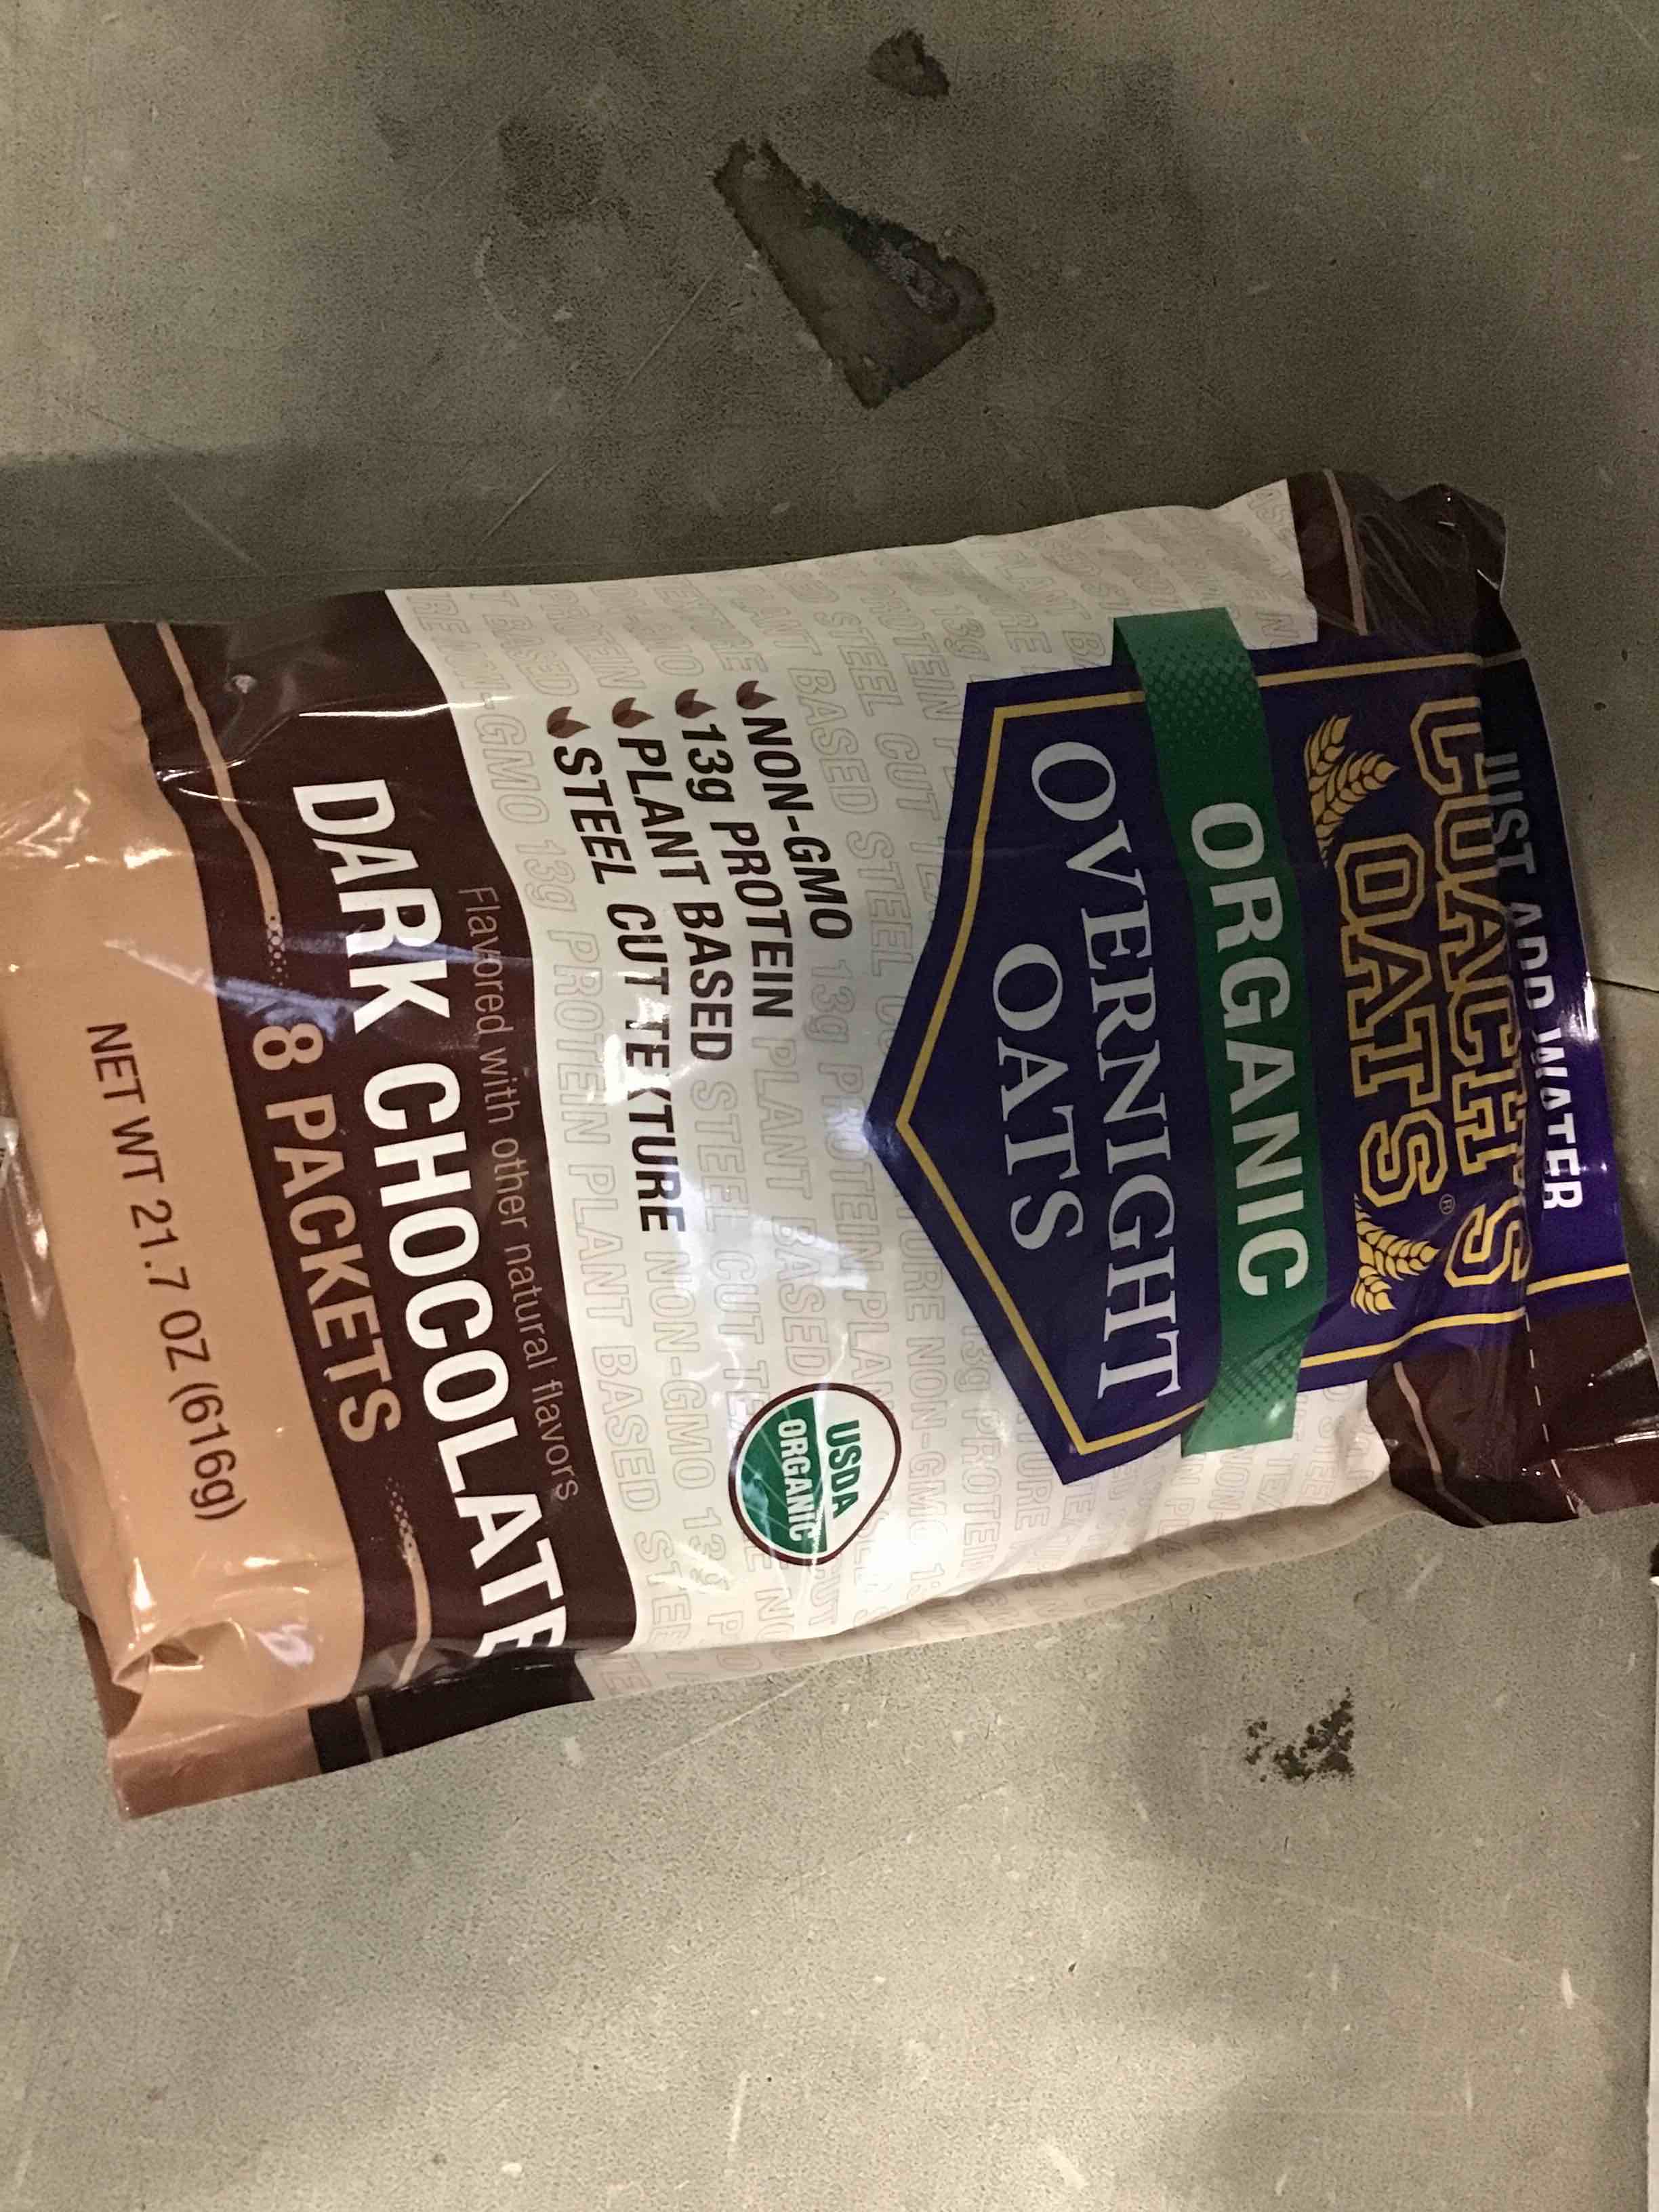 JUST ADD WATER
COACH'S
OATS®
ORGANIC
OVERNIGHT
OATS
NON-GMO
13g PROTEIN
PLANT BASED
STEEL CUT TEXTURE
USDA
ORGANIC
Flavored with other natural flavors
DARK CHOCOLATE
8 PACKETS
NET WT 21.7 OZ (616g)